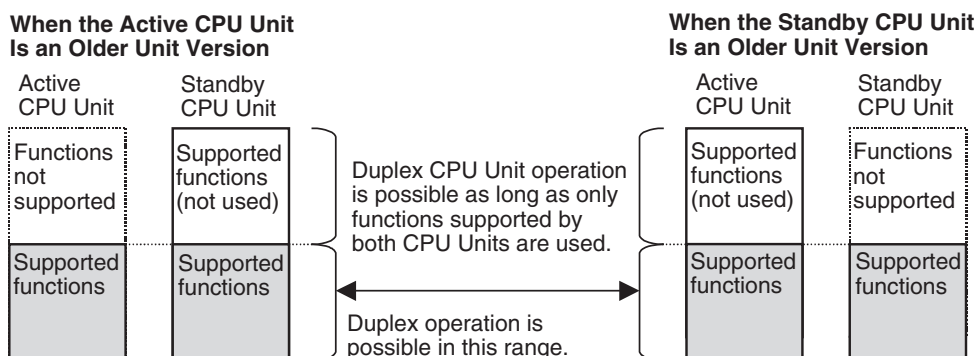 When the Active CPU Unit
Is an Older Unit Version
Active
CPU Unit
Standby
CPU Unit
Functions
not
supported
Supported
functions
(not used)
Supported
functions
Supported
functions
Duplex CPU Unit operation
is possible as long as only
functions supported by
both CPU Units are used.
Duplex operation is
possible in this range.
When the Standby CPU Unit
Is an Older Unit Version
Active
CPU Unit
Standby
CPU Unit
Supported
functions
(not used)
Functions
not
supported
Supported
functions
Supported
functions